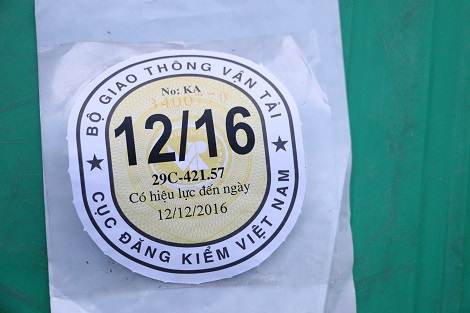 BỘ GIAO THÔNG VẬN TẢI
No: KA
12/16
29C-421.57
Có hiệu lực đến ngày
12/12/2016
CỤC ĐĂNG KIỂM VIỆT NAM